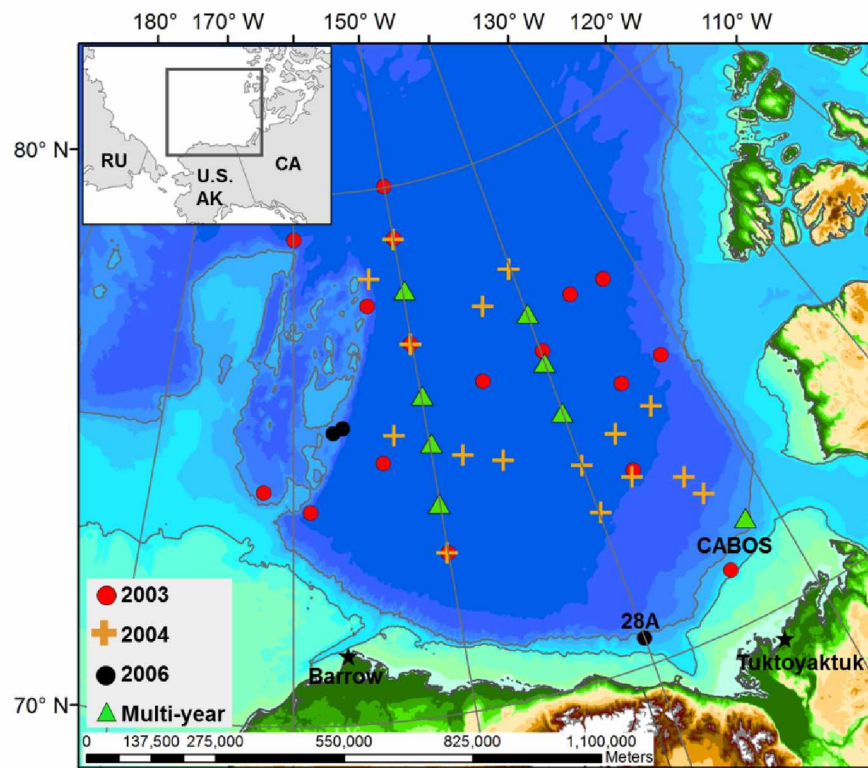 180° 170° W 150° W 130° W 120° W 110° W
80° N
RU
U.S.
AK
CA
CABOS
28A
2003
2004
2006
Multi-year
Barrow
Tuktoyaktuk
70° N
0 137,500 275,000 550,000 825,000 1,100,000
Meters